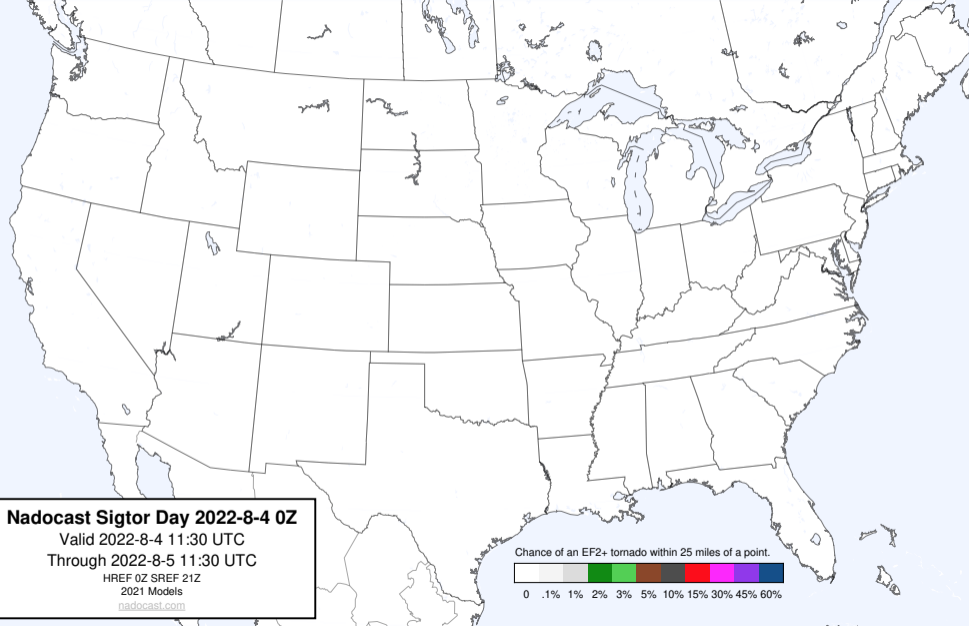 Nadocast Sigtor Day 2022-8-4 0Z
Valid 2022-8-4 11:30 UTC
Through 2022-8-5 11:30 UTC
HREF 0Z SREF 21Z
2021 Models
nadocast.com
Chance of an EF2+ tornado within 25 miles of a point.
0 .1% 1% 2% 3% 5% 10% 15% 30% 45% 60%